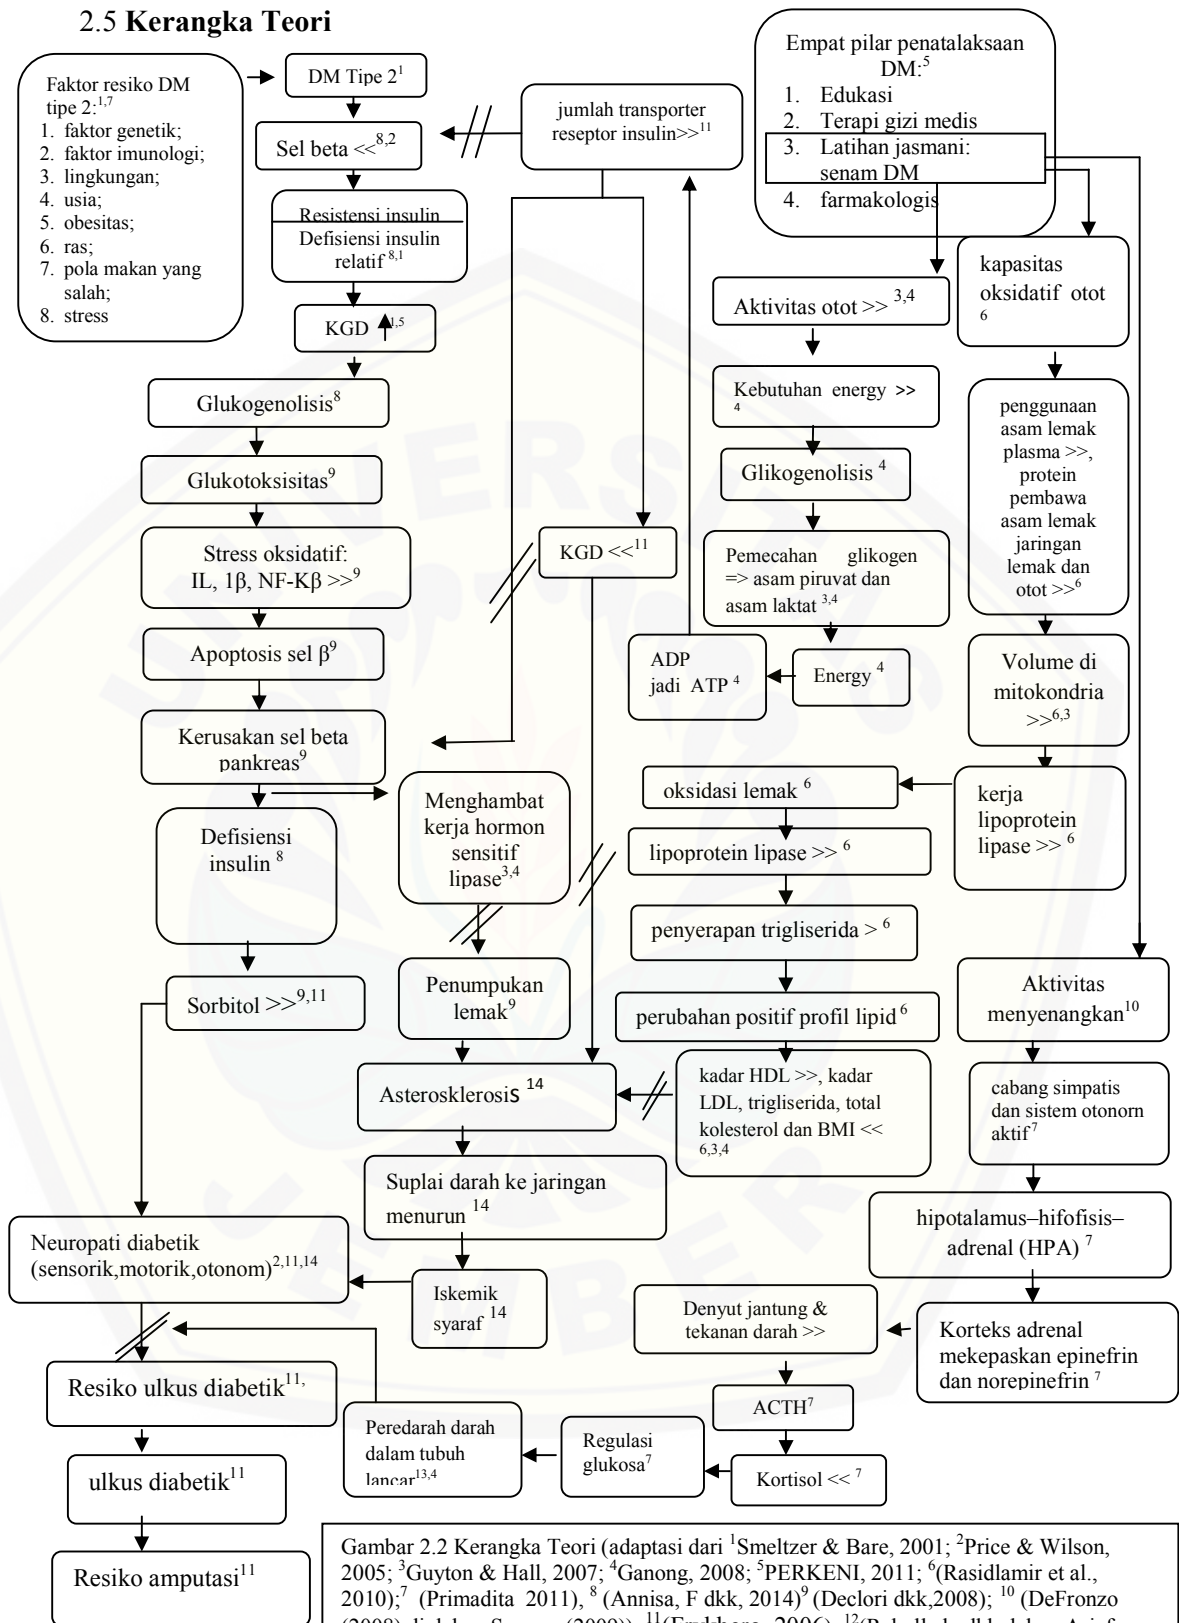 2.5 Kerangka Teori
Faktor resiko DM
tipe 2:1,7
1. faktor genetik;
2. faktor imunologi;
3. lingkungan;
4. usia;
5. obesitas;
6. ras;
7. pola makan yang
salah;
8. stress
DM Tipe 21
Sel beta <<8,2
Resistensi insulin
Defisiensi insulin
relatif 8,1
KGD 1,5
Glukogenolisis8
Glukotoksisitas9
Stress oksidatif:
IL, 1β, NF-Kβ >>9
Apoptosis sel β9
Kerusakan sel beta
pankreas9
Defisiensi
insulin 8
Sorbitol >>9,11
Neuropati diabetik
(sensorik,motorik,otonom)2,11,14
Resiko ulkus diabetik11,
ulkus diabetik11
Resiko amputasi11
jumlah transporter
reseptor insulin>>11
KGD <<11
Menghambat
kerja hormon
sensitif
lipase3,4
Penumpukan
lemak9
Asterosklerosis 14
Suplai darah ke jaringan
menurun 14
Iskemik
syaraf 14
Empat pilar penatalaksaan
DM:5
1. Edukasi
2. Terapi gizi medis
3. Latihan jasmani:
senam DM
4. farmakologis
Aktivitas otot >> 3,4
Kebutuhan energy >>
4
Glikogenolisis 4
Pemecahan glikogen
=> asam piruvat dan
asam laktat 3,4
Energy 4
ADP
jadi ATP 4
kapasitas
oksidatif otot
6
penggunaan
asam lemak
plasma >>,
protein
pembawa
asam lemak
jaringan
lemak dan
otot >>6
Volume di
mitokondria
>>6,3
kerja
lipoprotein
lipase >> 6
oksidasi lemak 6
lipoprotein lipase >> 6
penyerapan trigliserida > 6
perubahan positif profil lipid 6
kadar HDL >>, kadar
LDL, trigliserida, total
kolesterol dan BMI <<
6,3,4
Aktivitas
menyenangkan10
cabang simpatis
dan sistem otonorn
aktif7
hipotalamus–hifofisis–
adrenal (HPA) 7
Korteks adrenal
mekepaskan epinefrin
dan norepinefrin 7
Denyut jantung &
tekanan darah >>
ACTH7
Kortisol << 7
Regulasi
glukosa7
Peredarah darah
dalam tubuh
lancar13,4
UNIVERSITAS
JEMBER
Gambar 2.2 Kerangka Teori (adaptasi dari 1Smeltzer & Bare, 2001; 2Price & Wilson,
2005; 3Guyton & Hall, 2007; 4Ganong, 2008; 5PERKENI, 2011; 6(Rasidlamir et al.,
2010);7 (Primadita 2011), 8 (Annisa, F dkk, 2014)9 (Declori dkk,2008); 10 (DeFronzo